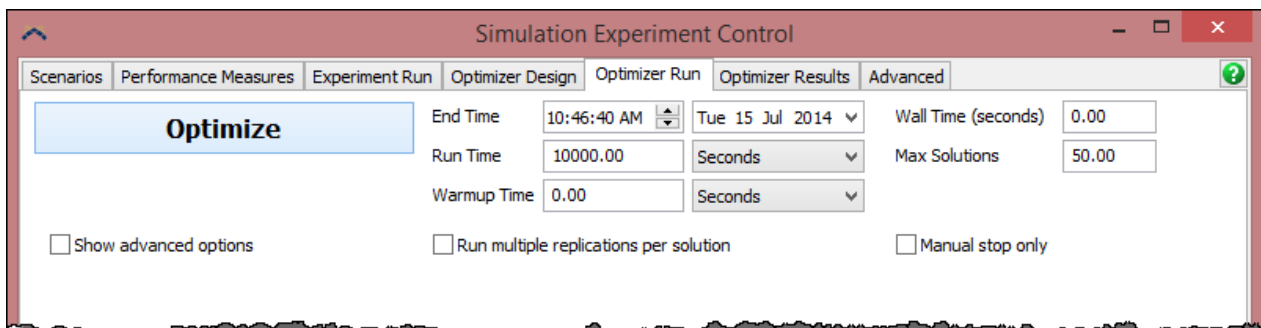 Simulation Experiment Control
Scenarios Performance Measures Experiment Run Optimizer Design Optimizer Run Optimizer Results Advanced ?
Optimize End Time 10:46:40 AM Tue 15 Jul 2014 Wall Time (seconds) 0.00
Run Time 10000.00 Seconds Max Solutions 50.00
Warmup Time 0.00 Seconds
Show advanced options Run multiple replications per solution Manual stop only